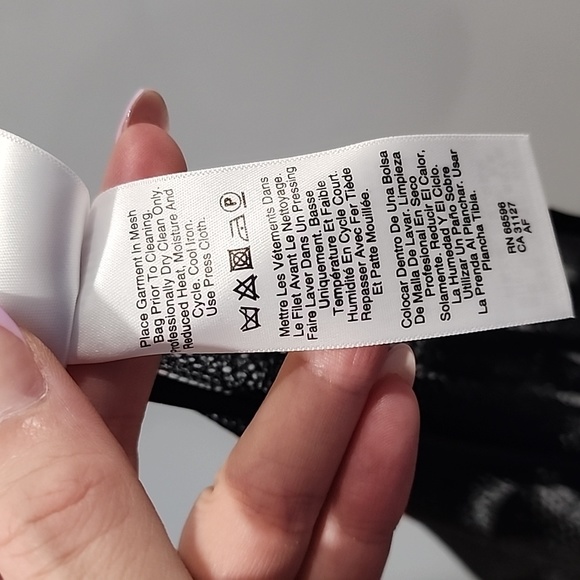 Place Garment In Mesh
Bag Prior To Cleaning.
Professionally Dry Clean Only.
Reduced Heat, Moisture And
Cycle. Cool Iron.
Use Press Cloth.
P
Mettre Les Vêtements Dans
Le Filet Avant Le Nettoyage.
Faire Laver Dans Un Pressing
Uniquement. Basse
Température Et Faible
Humidité En Cycle Court.
Repasser Avec Fer Tiède
Et Patte Mouillée.
Colocar Dentro De Una Bolsa
De Malla De Lavar. Limpieza
Profesional En Seco
Solamente. Reducir El Calor,
La Humedad Y El Ciclo.
Utilizar Un Paño Sobre
La Prenda Al Planchar. Usar
Plancha Tibia.
RN 69596
CA 31127
AF